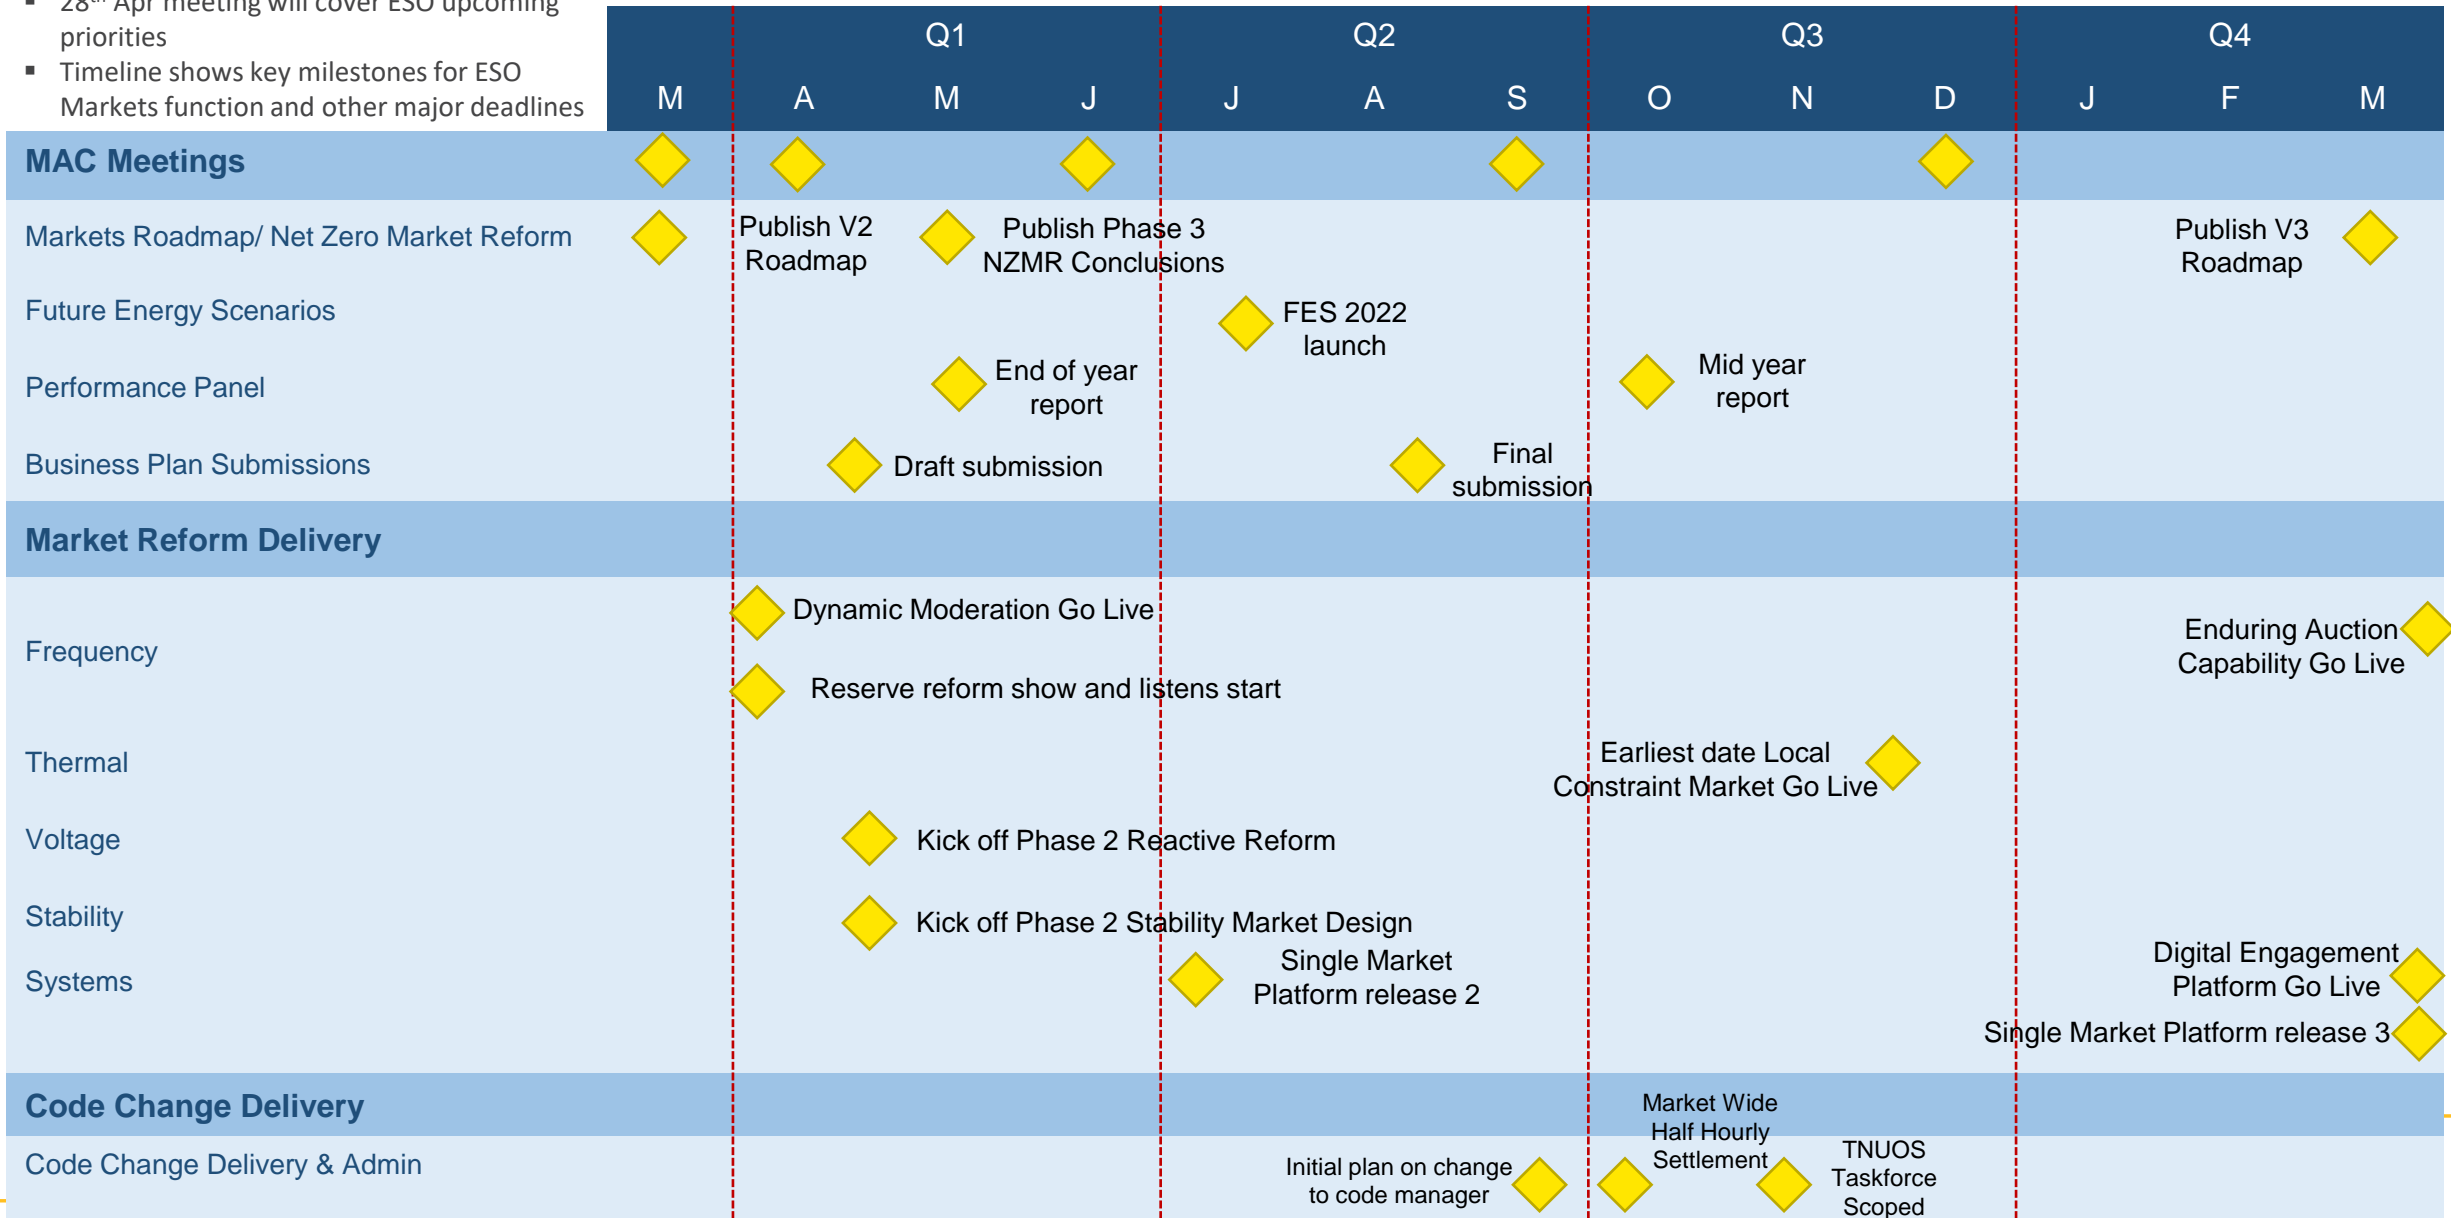 ▪ 28th Apr meeting will cover ESO upcoming
priorities
▪ Timeline shows key milestones for ESO
Markets function and other major deadlines
Q1 Q2 Q3 Q4
M A M J J A S O N D J F M
MAC Meetings
Markets Roadmap/ Net Zero Market Reform
Publish V2
Roadmap
Publish Phase 3
NZMR Conclusions
Publish V3
Roadmap
Future Energy Scenarios
FES 2022
launch
Performance Panel
End of year
report
Mid year
report
Business Plan Submissions
Draft submission
Final
submission
Market Reform Delivery
Frequency
Dynamic Moderation Go Live
Reserve reform show and listens start
Enduring Auction
Capability Go Live
Thermal
Earliest date Local
Constraint Market Go Live
Voltage
Kick off Phase 2 Reactive Reform
Stability
Kick off Phase 2 Stability Market Design
Systems
Single Market
Platform release 2
Digital Engagement
Platform Go Live
Single Market Platform release 3
Code Change Delivery
Code Change Delivery & Admin
Initial plan on change
to code manager
Market Wide
Half Hourly
Settlement
TNUOS
Taskforce
Scoped